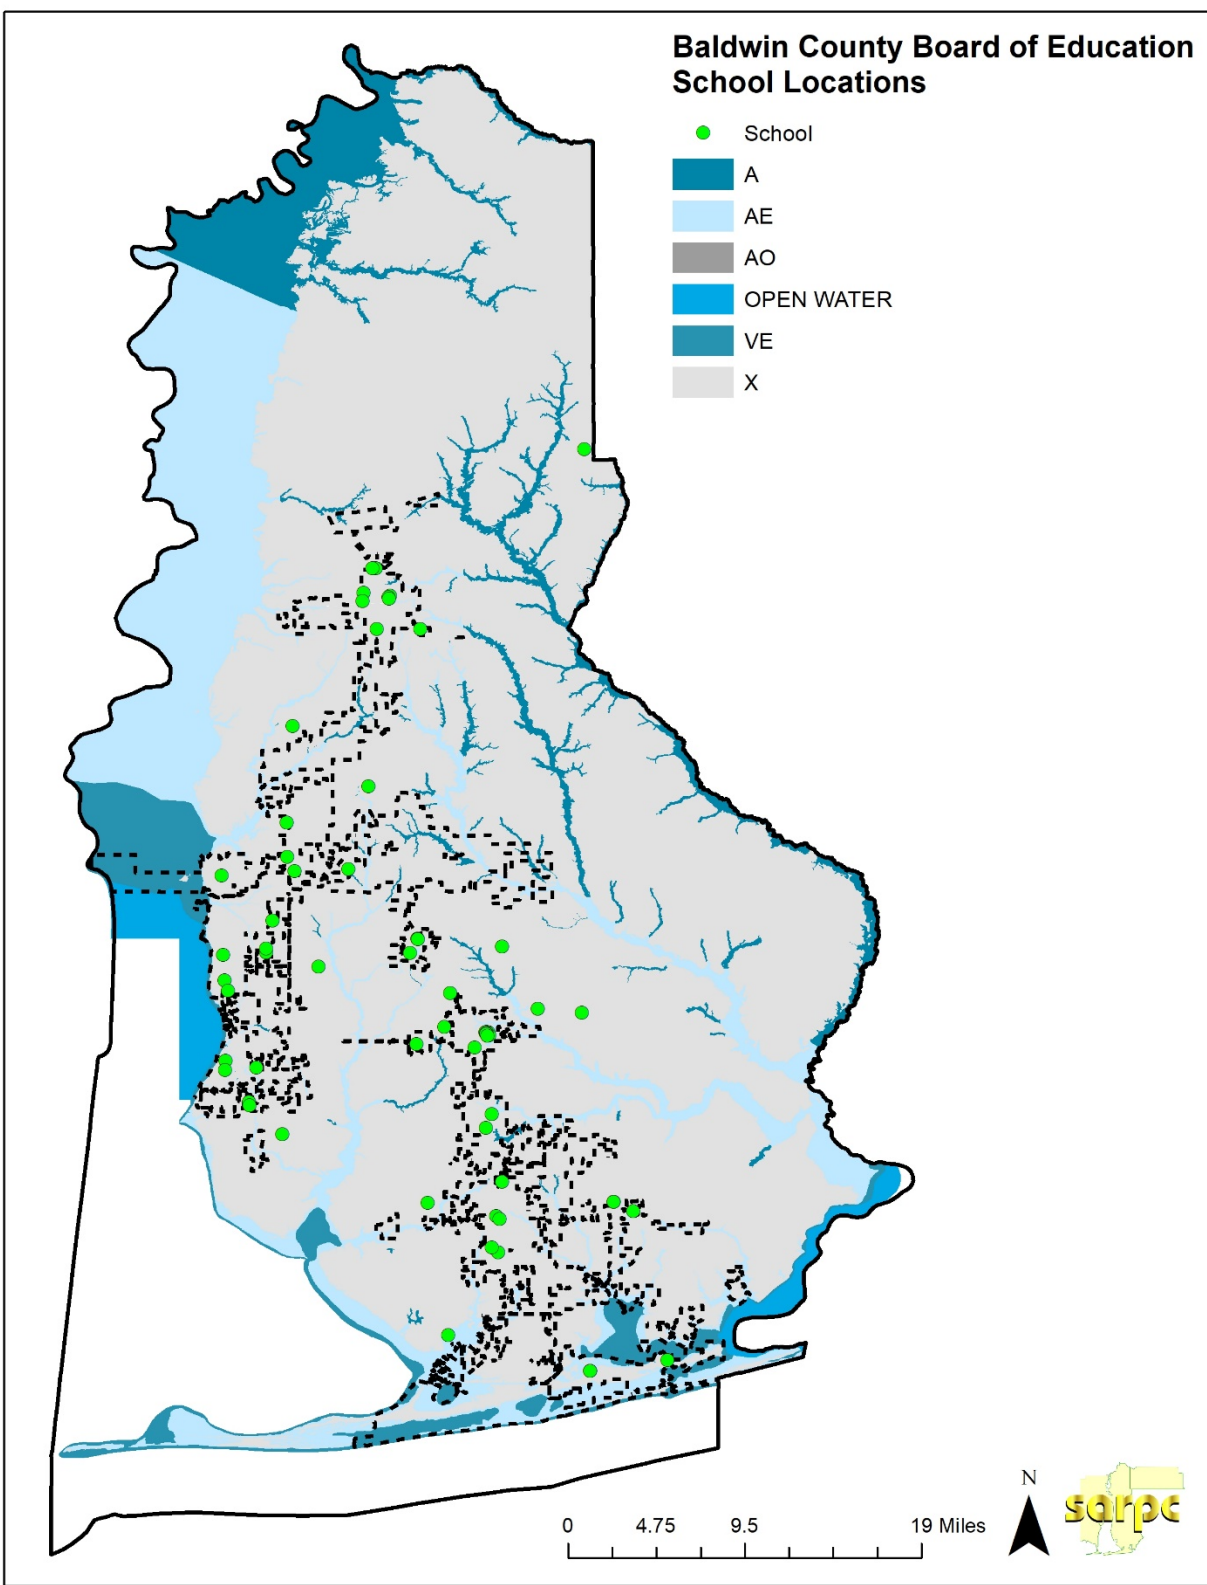 Baldwin County Board of Education
School Locations
School
A
AE
AO
OPEN WATER
VE
X
N
0 4.75 9.5 19 Miles
sarpc